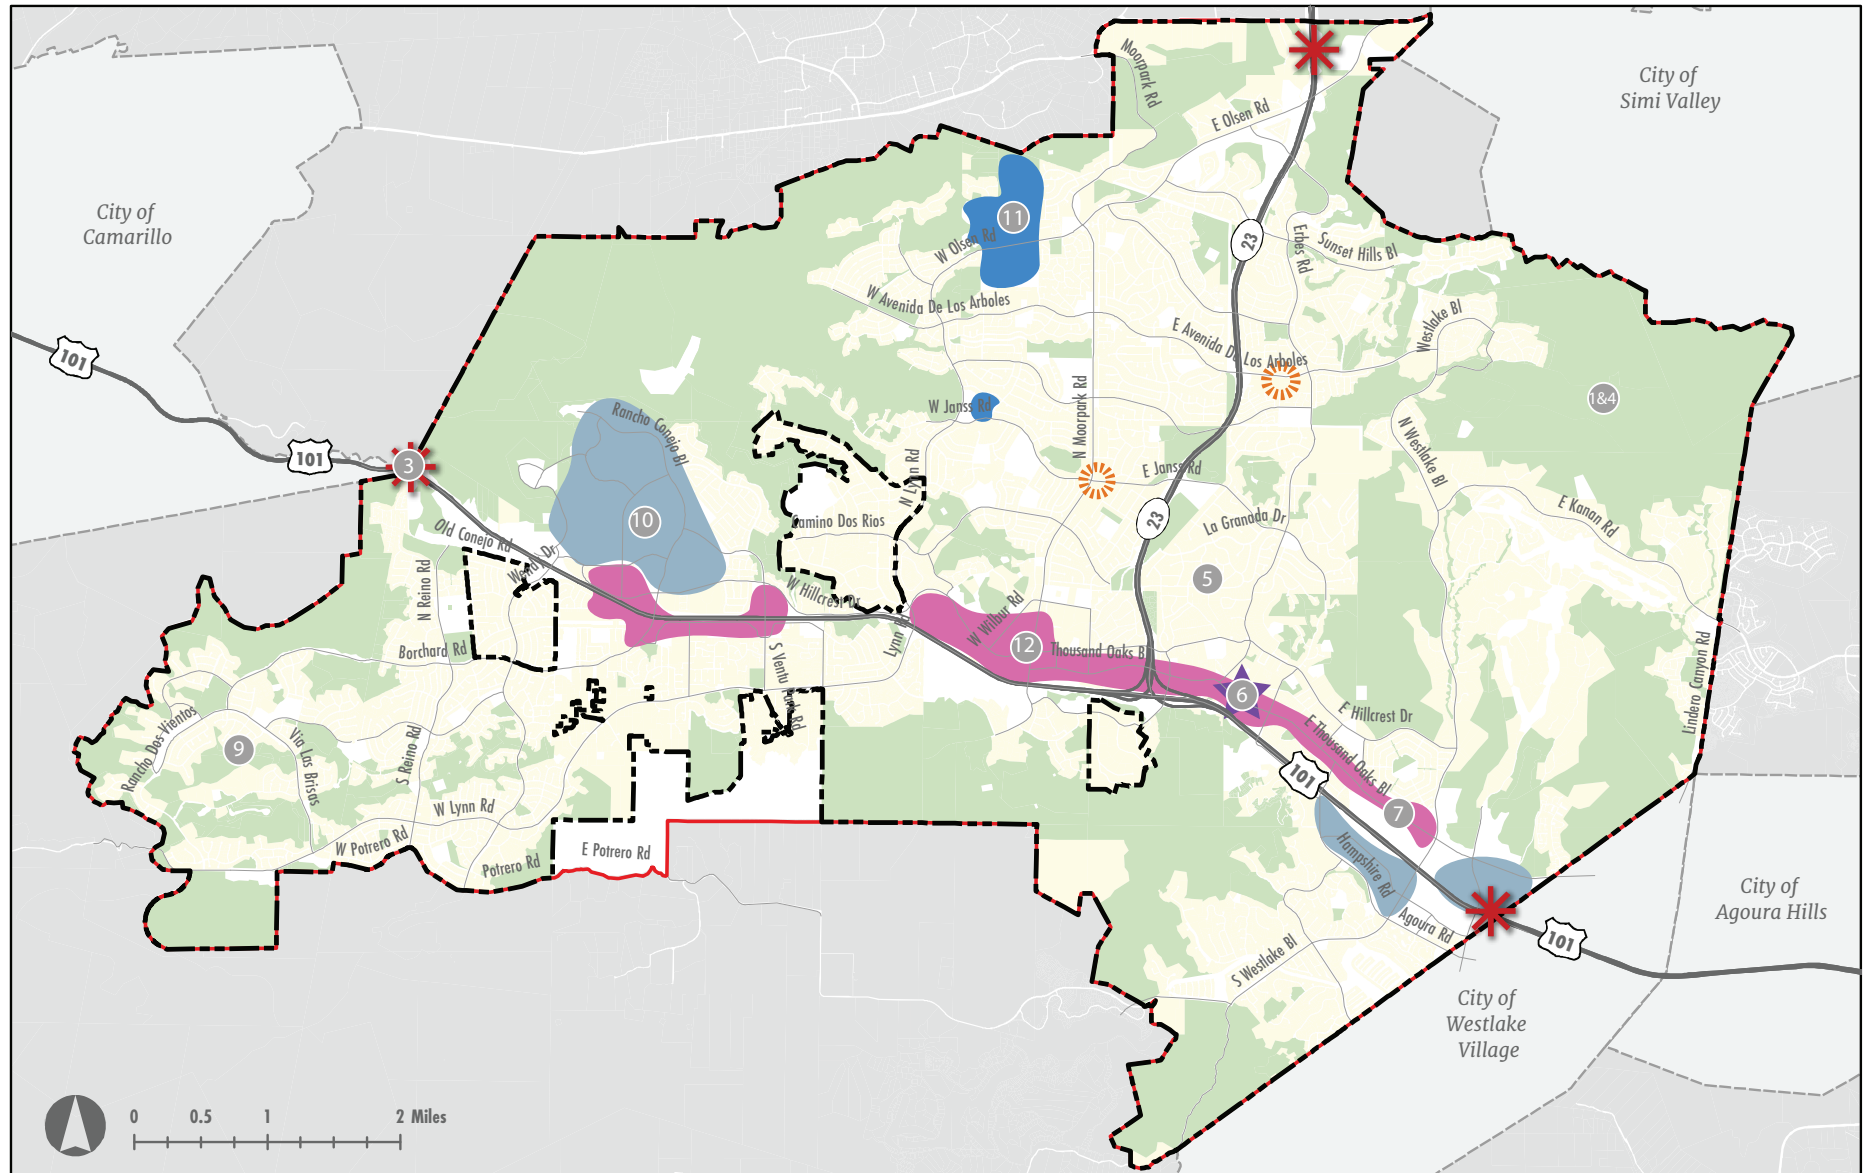 City of
Simi Valley
Moorpark Rd
E Olsen Rd
City of
Camarillo
11
W Olsen Rd
23
Erbes Rd
Sunset Hills Bl
W Avenida De Los Arboles
E Avenida De Los Arboles
Westlake Bl
101
N Moorpark Rd
1&4
W Janss Rd
Rancho Conejo Bl
N Westlake Bl
101
3
N Lynn Rd
E Janss Rd
E Kanan Rd
10
Camino Dos Rios
23
La Granada Dr
Old Conejo Rd
Wendy Dr
5
N Reino Rd
W Hillcrest Dr
W Wilbur Rd
Lynn Rd
12
Thousand Oaks B
Borchard Rd
S Ventu Park Rd
6
Lindero Canyon Rd
Rancho Dos Vientos
9
Via Las Brisas
S Reino Rd
E Hillcrest Dr
E Thousand Oaks Bl
101
7
W Lynn Rd
W Potrero Rd
Potrero Rd
E Potrero Rd
Hampshire Rd
City of
Agoura Hills
Agoura Rd
101
S Westlake Bl
City of
Westlake
Village
0 0.5 1 2 Miles